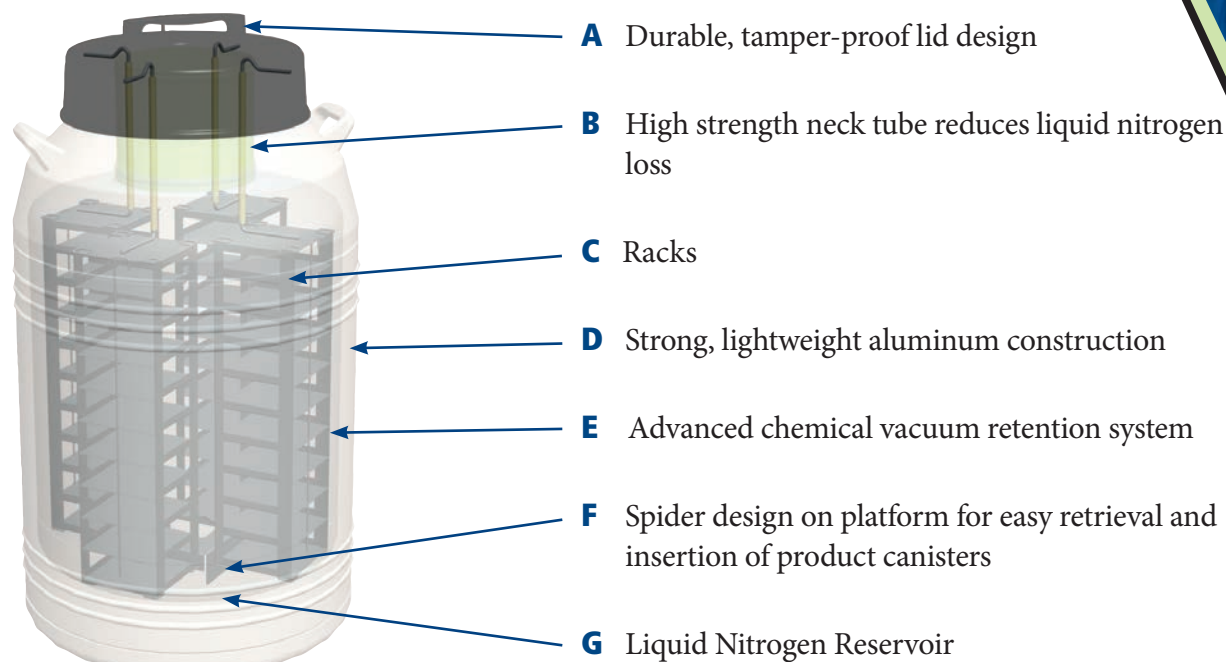 A Durable, tamper-proof lid design
B High strength neck tube reduces liquid nitrogen
loss
C Racks
D Strong, lightweight aluminum construction
E Advanced chemical vacuum retention system
F Spider design on platform for easy retrieval and
insertion of product canisters
G Liquid Nitrogen Reservoir